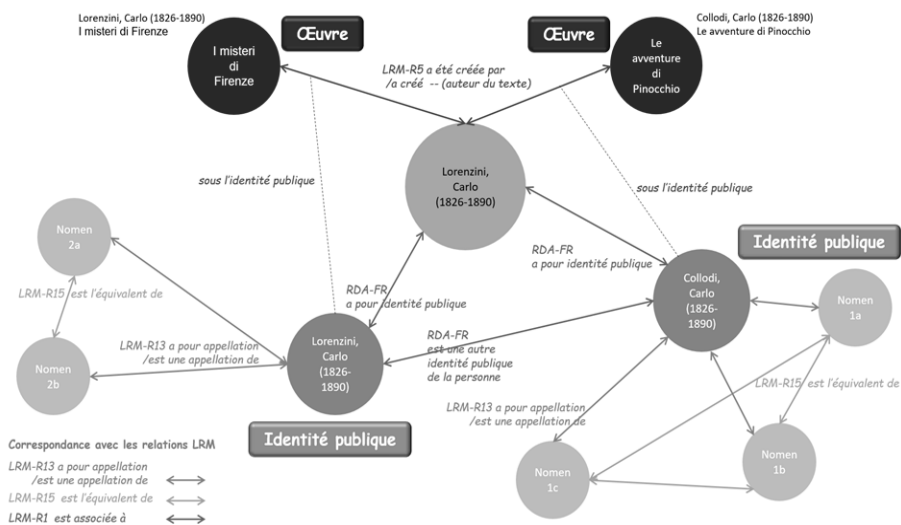 Lorenzini, Carlo (1826-1890)
I misteri di Firenze
Œuvre
Œuvre
Collodi, Carlo (1826-1890)
Le avventure di Pinocchio
I misteri
di
Firenze
Le
avventure
di
Pinocchio
LRM-R5 a été créée par
/a créé -- (auteur du texte)
Lorenzini,
Carlo
(1826-1890)
sous l'identité publique
sous l'identité publique
Nomen
2a
Identité publique
RDA-FR
a pour identité publique
Collodi,
Carlo
(1826-
1890)
LRM-R15 est l'équivalent de
RDA-FR
a pour identité publique
Nomen
1a
LRM-R13 a pour appellation
/est une appellation de
RDA-FR
est une autre
identité publique
de la personne
Lorenzini,
Carlo
(1826-
1890)
Nomen
2b
LRM-R15 est l'équivalent de
LRM-R13 a pour appellation
/est une appellation de
Identité publique
Nomen
1b
Nomen
1c
Correspondance avec les relations LRM
LRM-R13 a pour appellation
/est une appellation de
LRM-R15 est l'équivalent de
LRM-R1 est associée à